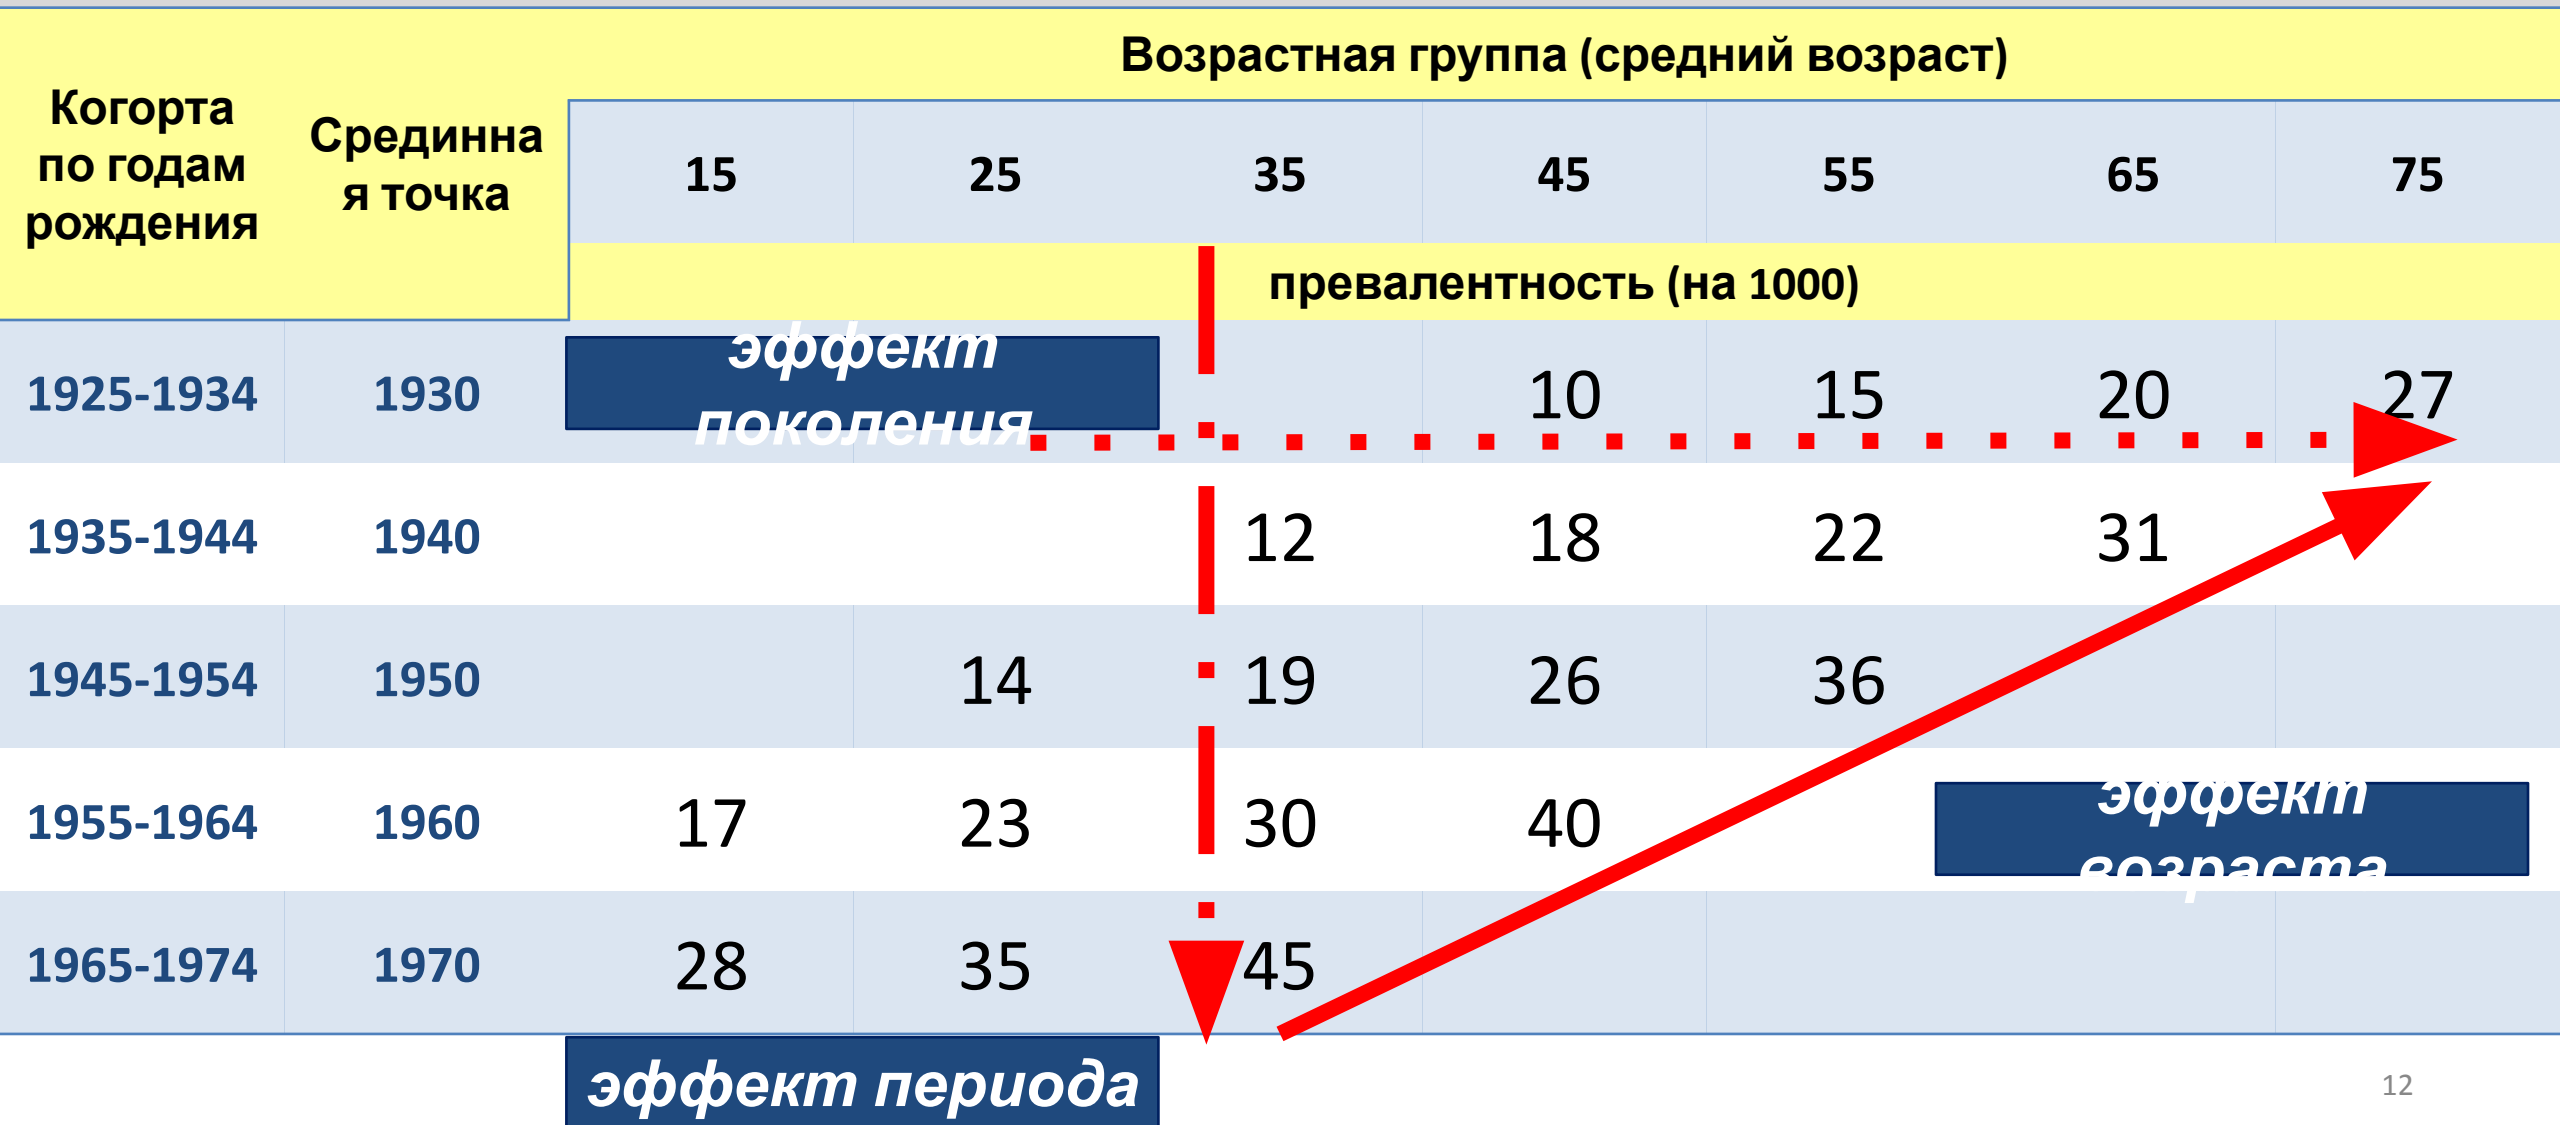 Возрастная группа (средний возраст)
Когорта
по годам
рождения
Срединна
я точка
15 25 35 45 55 65 75
превалентность (на 1000)
эффект
поколения
1925-1934 1930 10 15 20 27
1935-1944 1940 12 18 22 31
1945-1954 1950 14 19 26 36
1955-1964 1960 17 23 30 40
эффект
возраста
1965-1974 1970 28 35 45
эффект периода
12